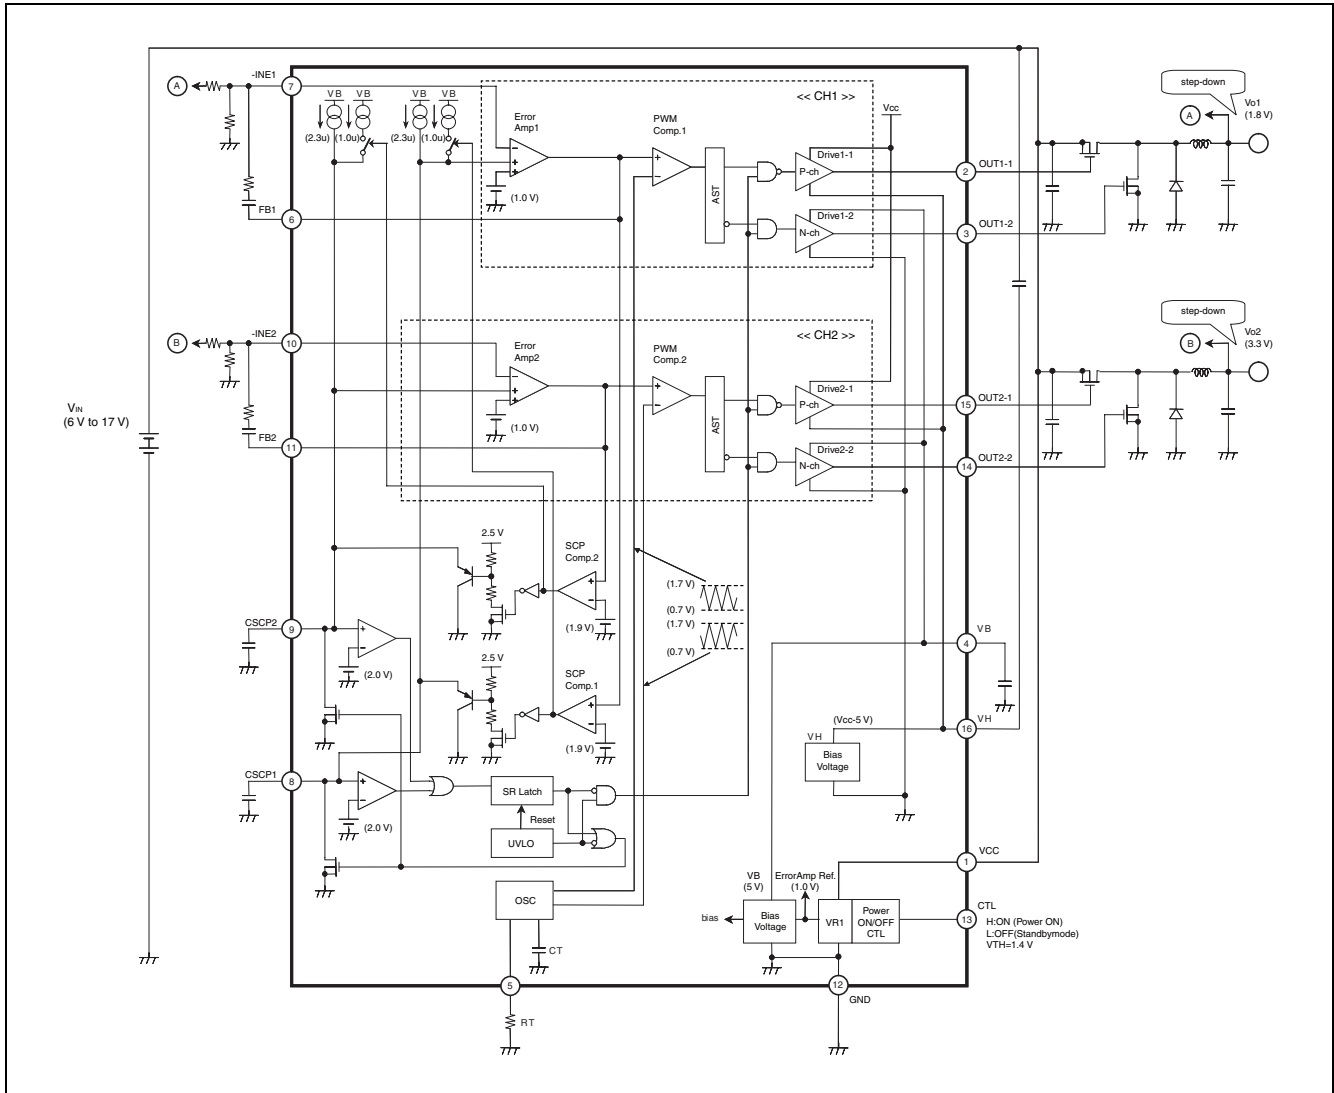 step-down
Vo1
(1.8 V)
A
A
-INE1
7
VB
VB
VB
VB
(2.3u)
(1.0u)
(2.3u)
(1.0u)
Error
Amp1
(1.0 V)
PWM
Comp.1
<< CH1 >>
Vcc
AST
Drive1-1
P-ch
Drive1-2
N-ch
2
OUT1-1
3
OUT1-2
FB1
6
step-down
Vo2
(3.3 V)
B
B
-INE2
10
Error
Amp2
(1.0 V)
PWM
Comp.2
<< CH2 >>
AST
Drive2-1
P-ch
Drive2-2
N-ch
15
OUT2-1
14
OUT2-2
VIN
(6 V to 17 V)
FB2
11
2.5 V
SCP
Comp.2
(1.9 V)
(1.7 V)
(0.7 V)
(1.7 V)
(0.7 V)
CSCP2
9
(2.0 V)
4
VB
2.5 V
SCP
Comp.1
(1.9 V)
(Vcc-5 V)
16
VH
VH
Bias
Voltage
CSCP1
8
(2.0 V)
SR Latch
Reset
UVLO
1
VCC
OSC
CT
VB
(5 V)
ErrorAmp Ref.
(1.0 V)
bias
Bias
Voltage
VR1
Power
ON/OFF
CTL
13
CTL
H:ON (Power ON)
L:OFF(Standbymode)
VTH=1.4 V
5
RT
12
GND